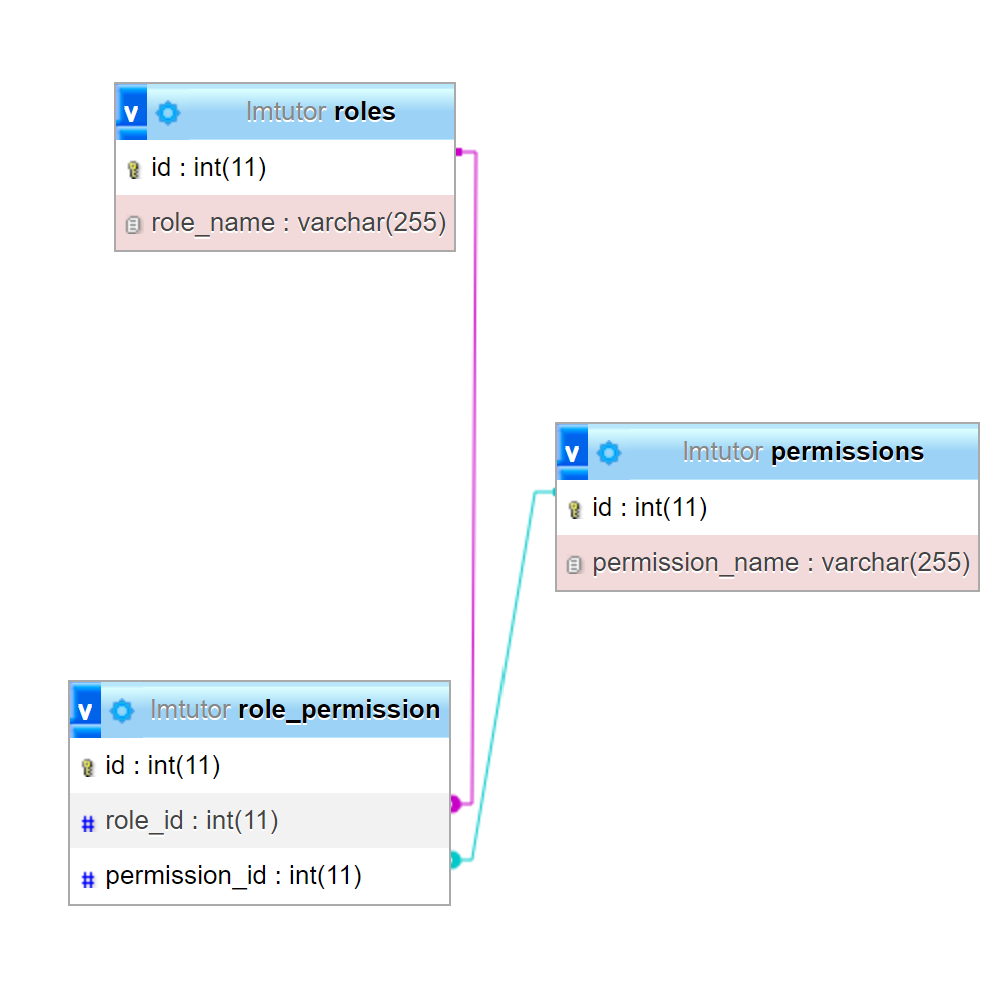 v lmtutor roles
id : int(11)
role_name : varchar(255)
v lmtutor permissions
id : int(11)
permission_name : varchar(255)
v lmtutor role_permission
id : int(11)
# role_id : int(11)
# permission_id : int(11)